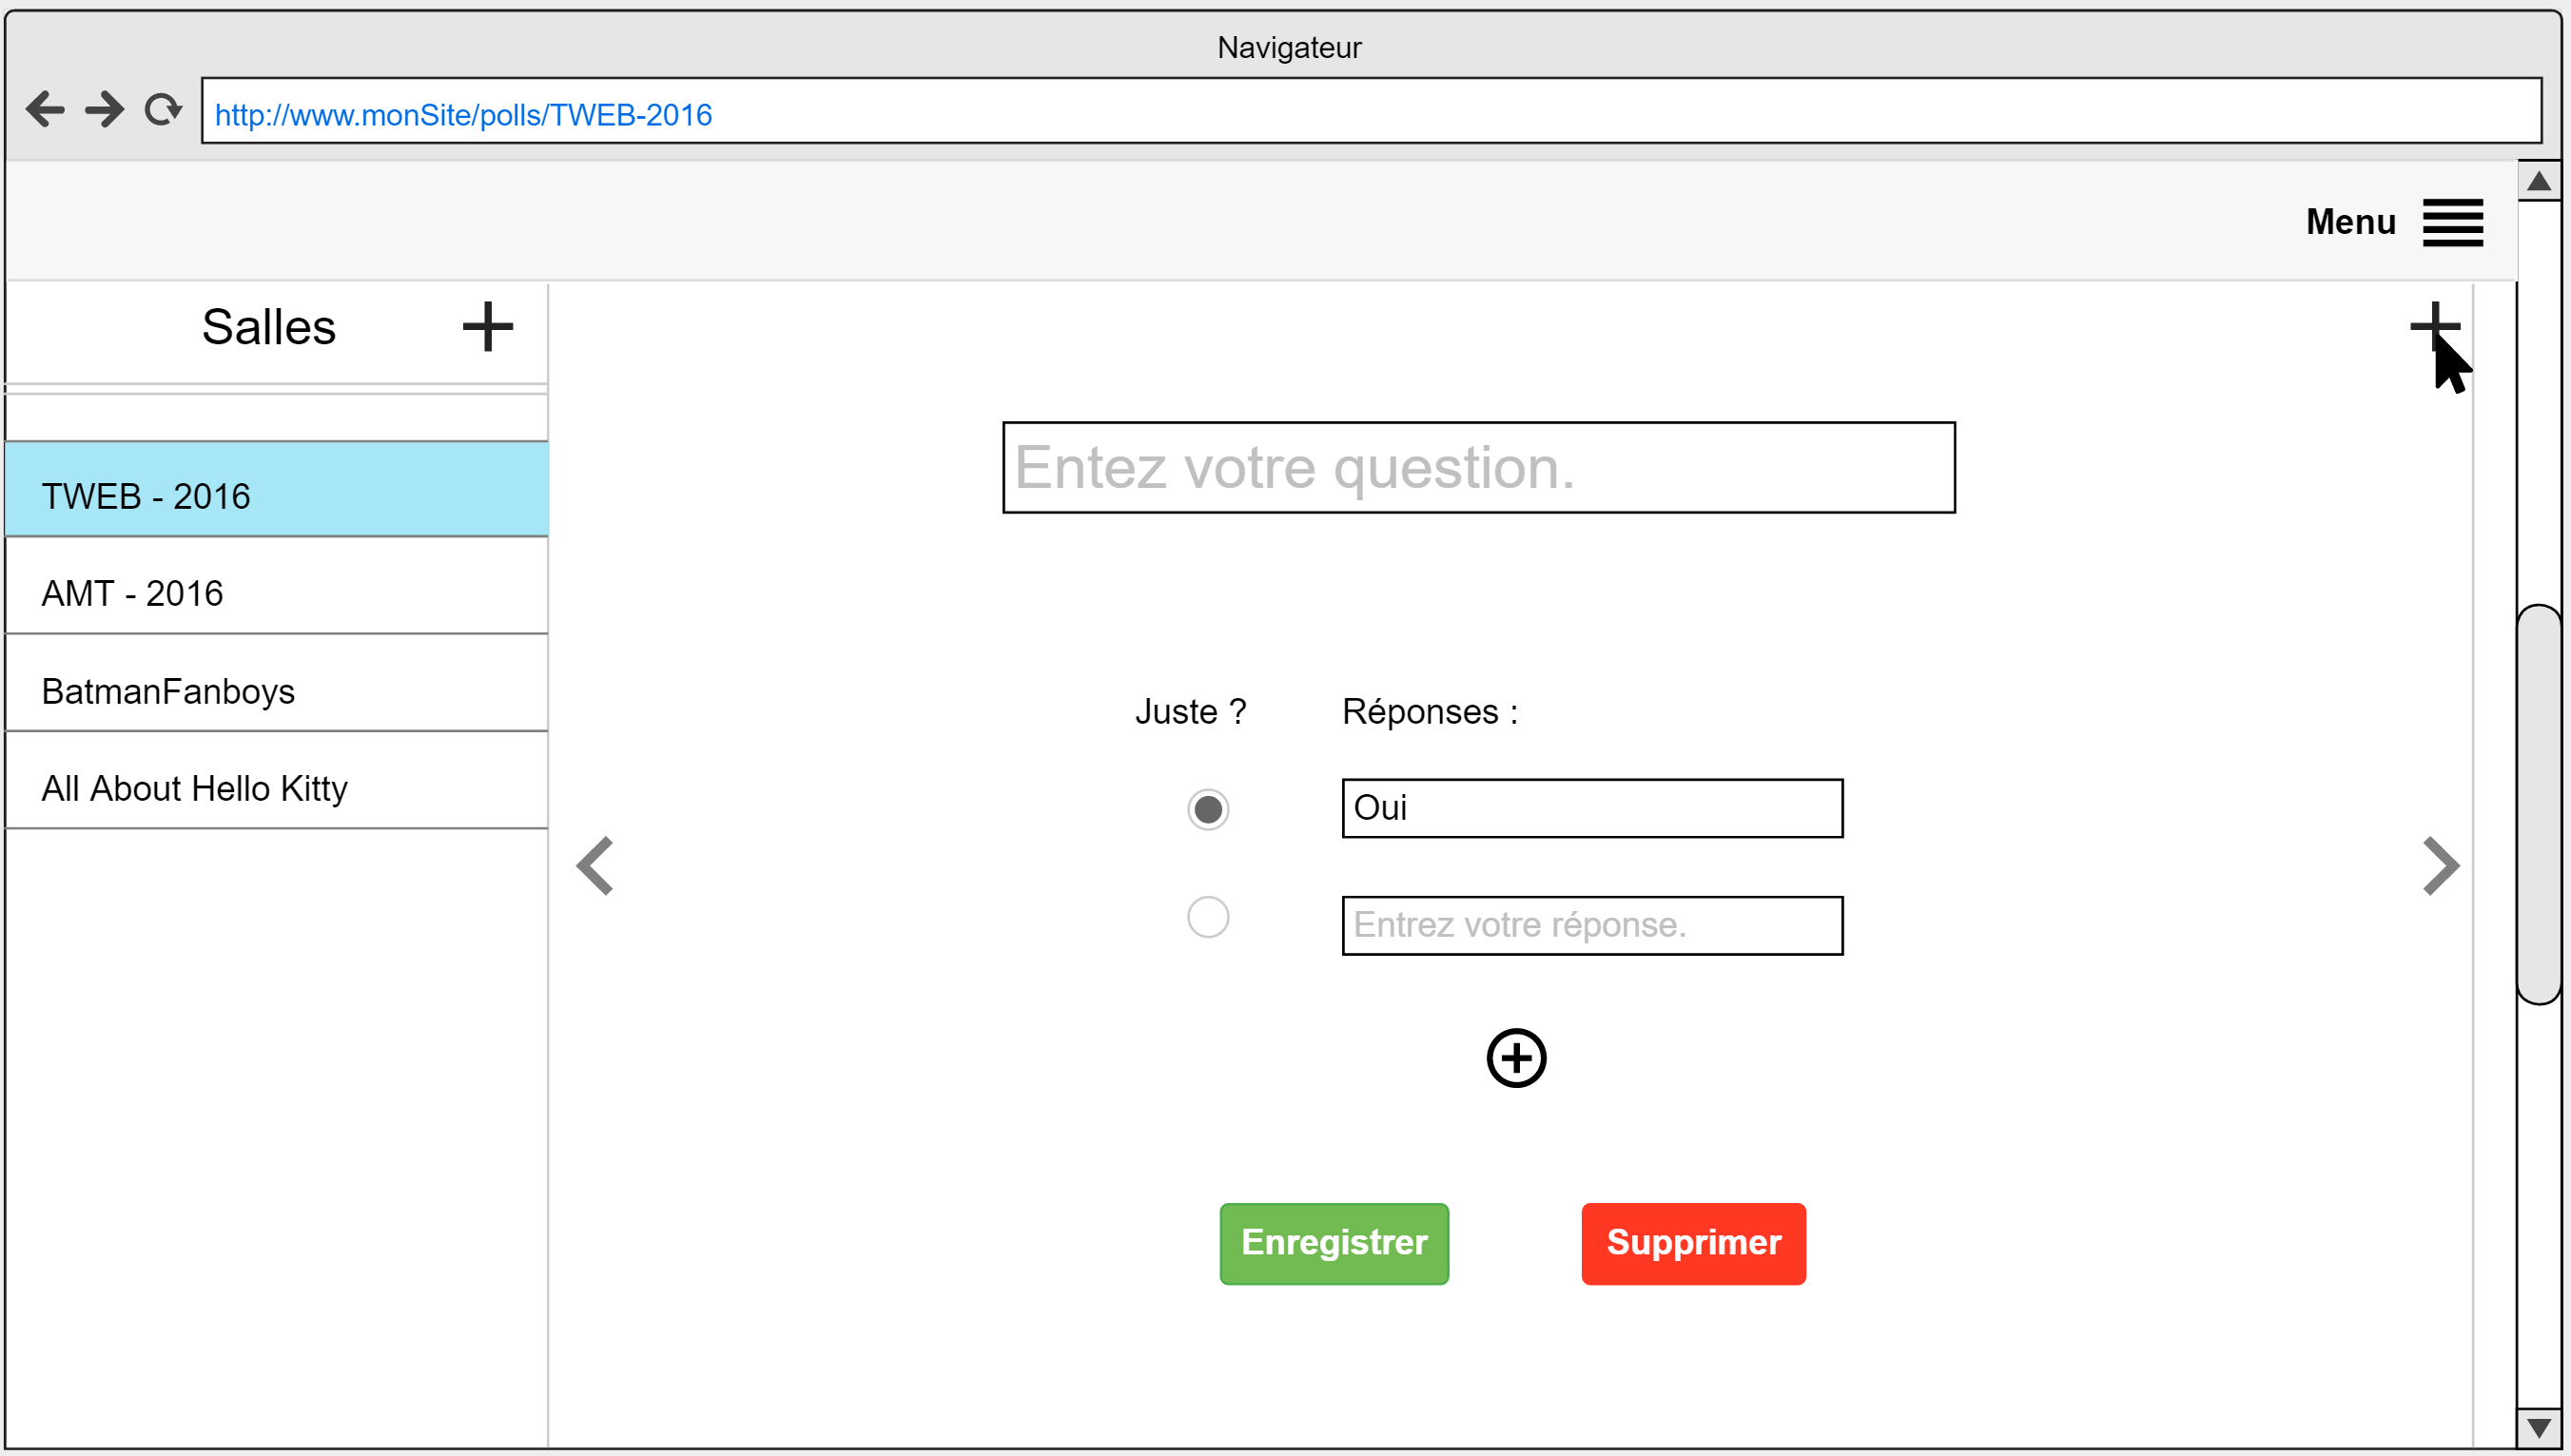 Navigateur
http://www.monSite/polls/TWEB-2016
Menu
Salles
TWEB - 2016
AMT - 2016
BatmanFanboys
All About Hello Kitty
Entez votre question.
Juste ? Réponses :
Oui
Entrez votre réponse.
Enregistrer Supprimer